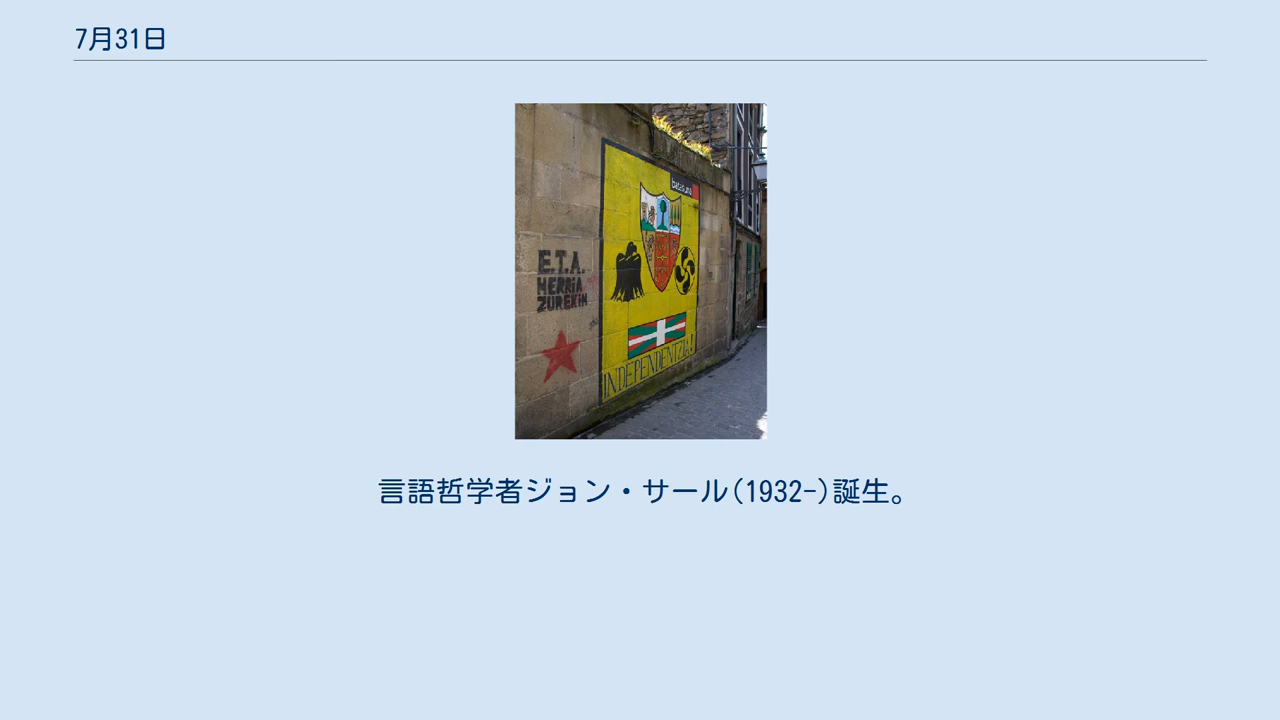 7月31日
batasuna
E.T.A.
HERRIA
ZUREKIN
INDEPENDENTZIA!
言語哲学者ジョン・サール(1932-)誕生。